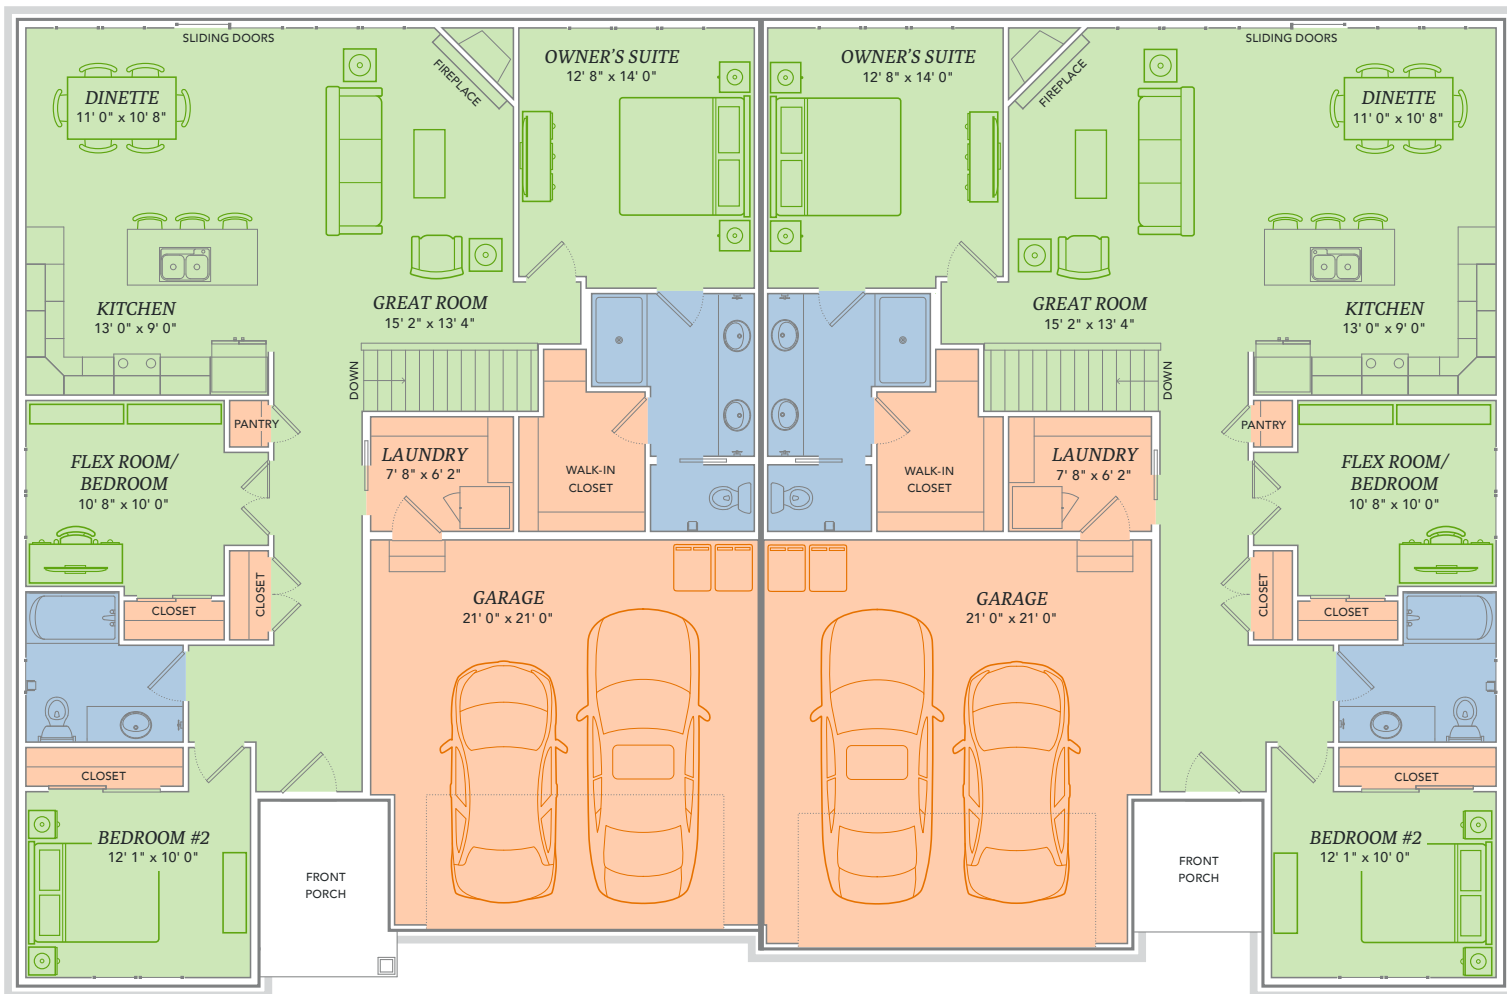 SLIDING DOORS
DINETTE
11' 0" x 10' 8"
FIREPLACE
OWNER'S SUITE
12' 8" x 14' 0"
KITCHEN
13' 0" x 9' 0"
GREAT ROOM
15' 2" x 13' 4"
DOWN
PANTRY
FLEX ROOM/
BEDROOM
10' 8" x 10' 0"
LAUNDRY
7' 8" x 6' 2"
WALK-IN
CLOSET
CLOSET
CLOSET
GARAGE
21' 0" x 21' 0"
CLOSET
BEDROOM #2
12' 1" x 10' 0"
FRONT
PORCH
OWNER'S SUITE
12' 8" x 14' 0"
FIREPLACE
SLIDING DOORS
DINETTE
11' 0" x 10' 8"
GREAT ROOM
15' 2" x 13' 4"
KITCHEN
13' 0" x 9' 0"
DOWN
PANTRY
WALK-IN
CLOSET
LAUNDRY
7' 8" x 6' 2"
FLEX ROOM/
BEDROOM
10' 8" x 10' 0"
CLOSET
CLOSET
GARAGE
21' 0" x 21' 0"
CLOSET
FRONT
PORCH
BEDROOM #2
12' 1" x 10' 0"